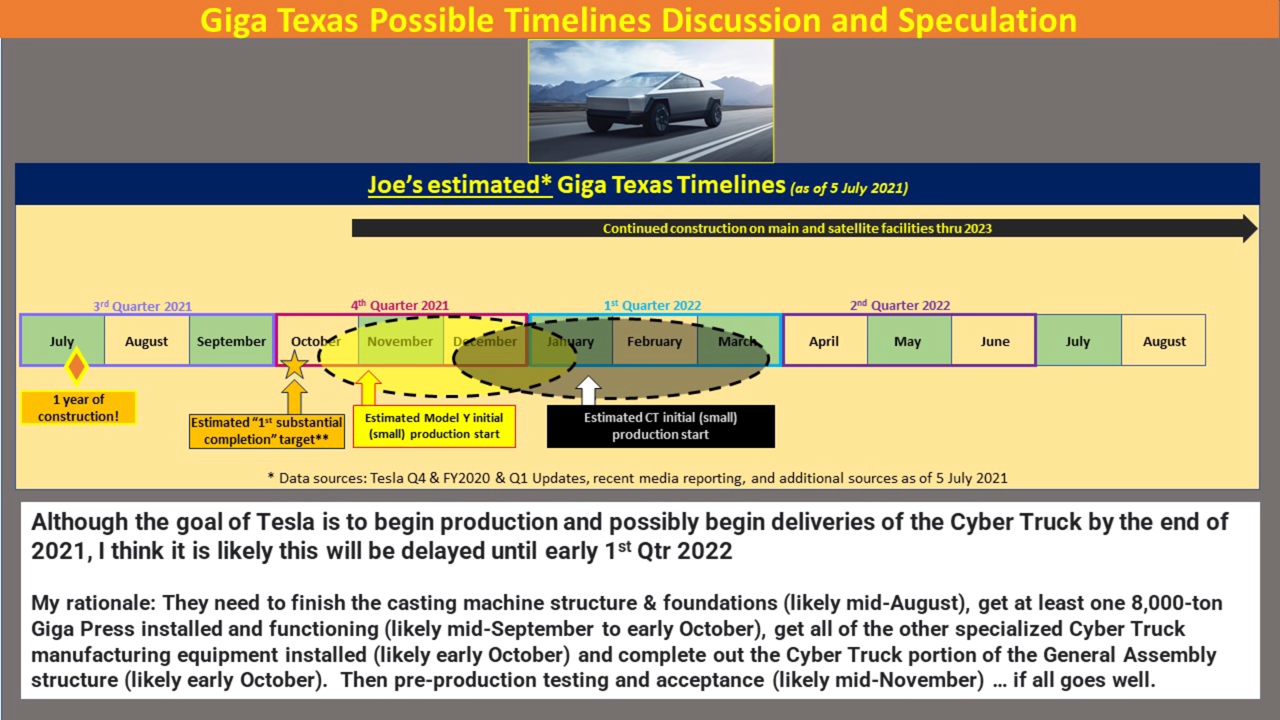 Giga Texas Possible Timelines Discussion and Speculation
Joe's estimated* Giga Texas Timelines (as of 5 July 2021)
Continued construction on main and satellite facilities thru 2023
3rd Quarter 2021
4th Quarter 2021
1st Quarter 2022
2nd Quarter 2022
July
August
September
October
November
December
January
February
March
April
May
June
July
August
1 year of
construction!
Estimated "1st substantial
completion" target**
Estimated Model Y initial
(small) production start
Estimated CT initial (small)
production start
* Data sources: Tesla Q4 & FY2020 & Q1 Updates, recent media reporting, and additional sources as of 5 July 2021
Although the goal of Tesla is to begin production and possibly begin deliveries of the Cyber Truck by the end of
2021, I think it is likely this will be delayed until early 1st Qtr 2022
My rationale: They need to finish the casting machine structure & foundations (likely mid-August), get at least one 8,000-ton
Giga Press installed and functioning (likely mid-September to early October), get all of the other specialized Cyber Truck
manufacturing equipment installed (likely early October) and complete out the Cyber Truck portion of the General Assembly
structure (likely early October). Then pre-production testing and acceptance (likely mid-November) … if all goes well.